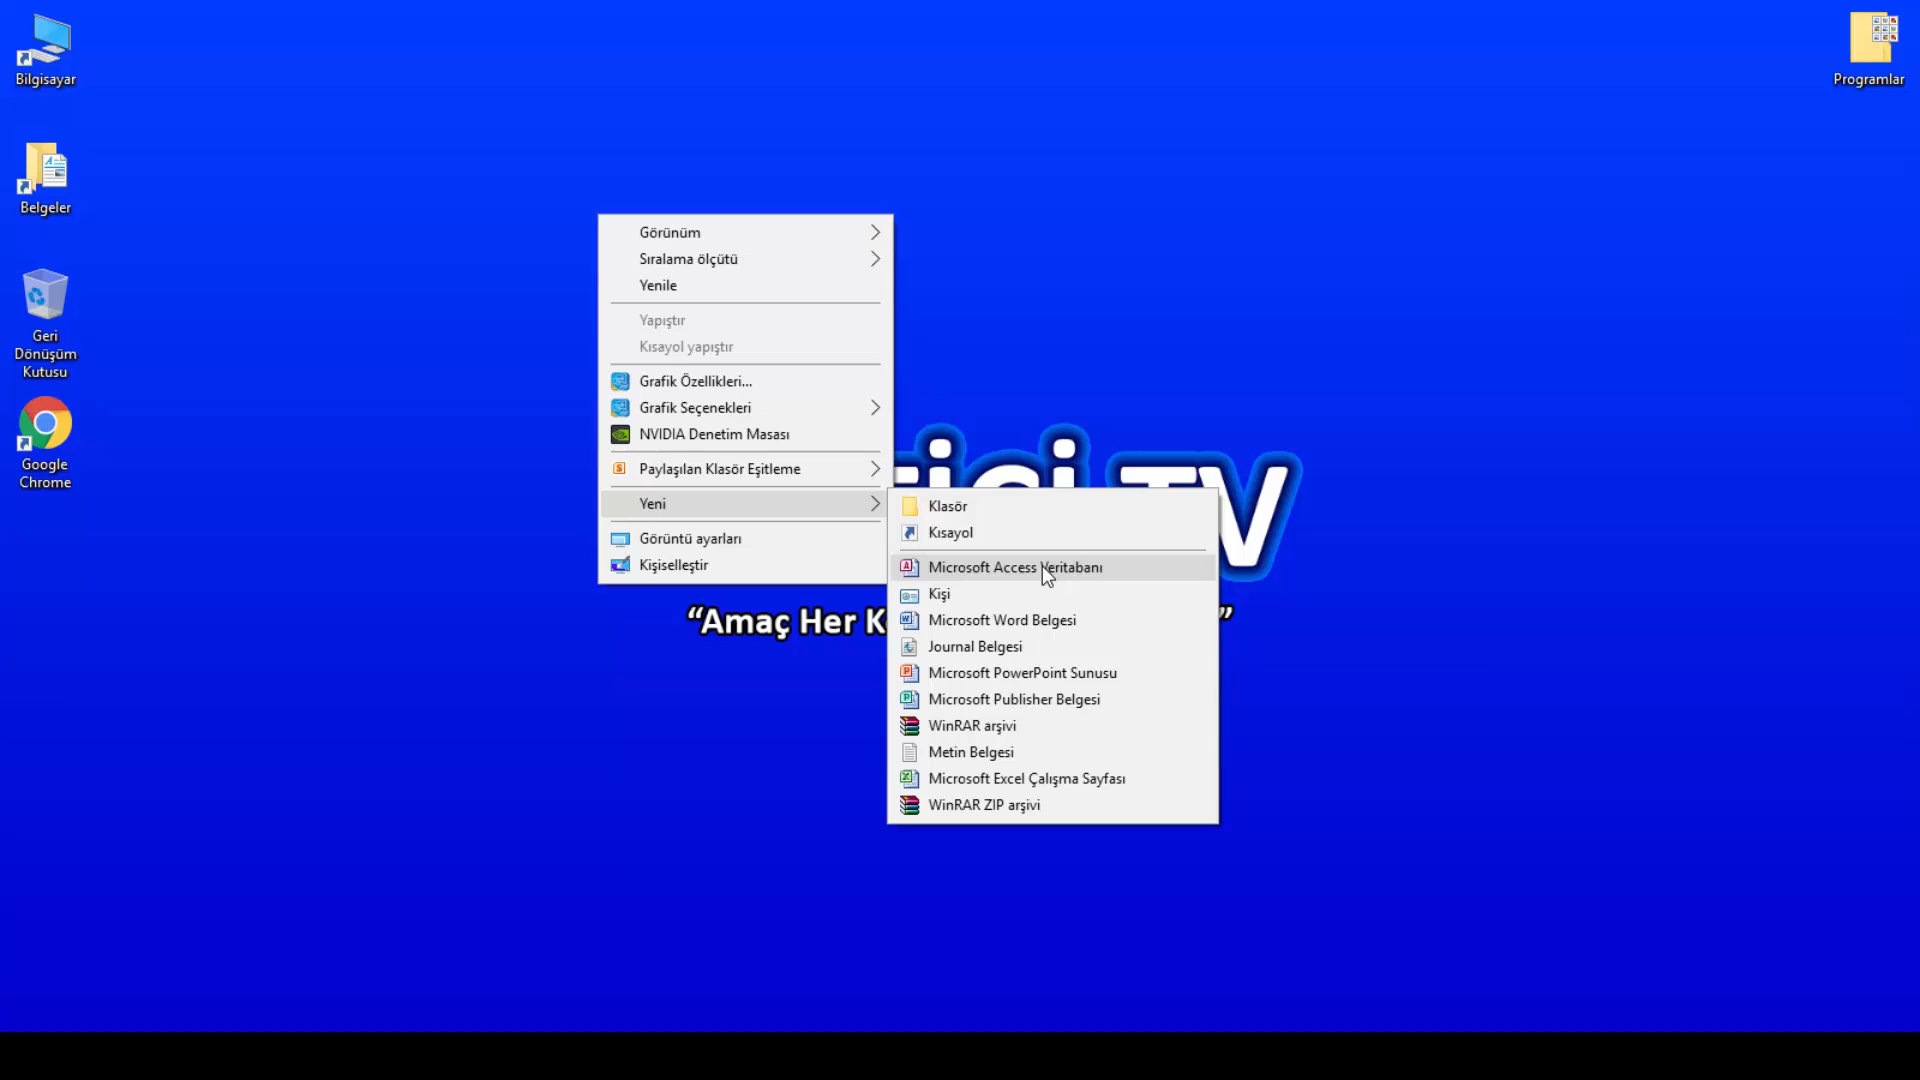 Bilgisayar
Belgeler
Geri
Dönüşüm
Kutusu
Google
Chrome
Programlar
Görünüm
Sıralama ölçütü
Yenile
Yapıştır
Kısayol yapıştır
Grafik Özellikleri...
Grafik Seçenekleri
NVIDIA Denetim Masası
Paylaşılan Klasör Eşitleme
Yeni
Görüntü ayarları
Kişiselleştir
Klasör
Kısayol
Microsoft Access Veritabanı
Kişi
Microsoft Word Belgesi
Journal Belgesi
Microsoft PowerPoint Sunusu
Microsoft Publisher Belgesi
WinRAR arşivi
Metin Belgesi
Microsoft Excel Çalışma Sayfası
WinRAR ZIP arşivi
TV
“Amaç Her